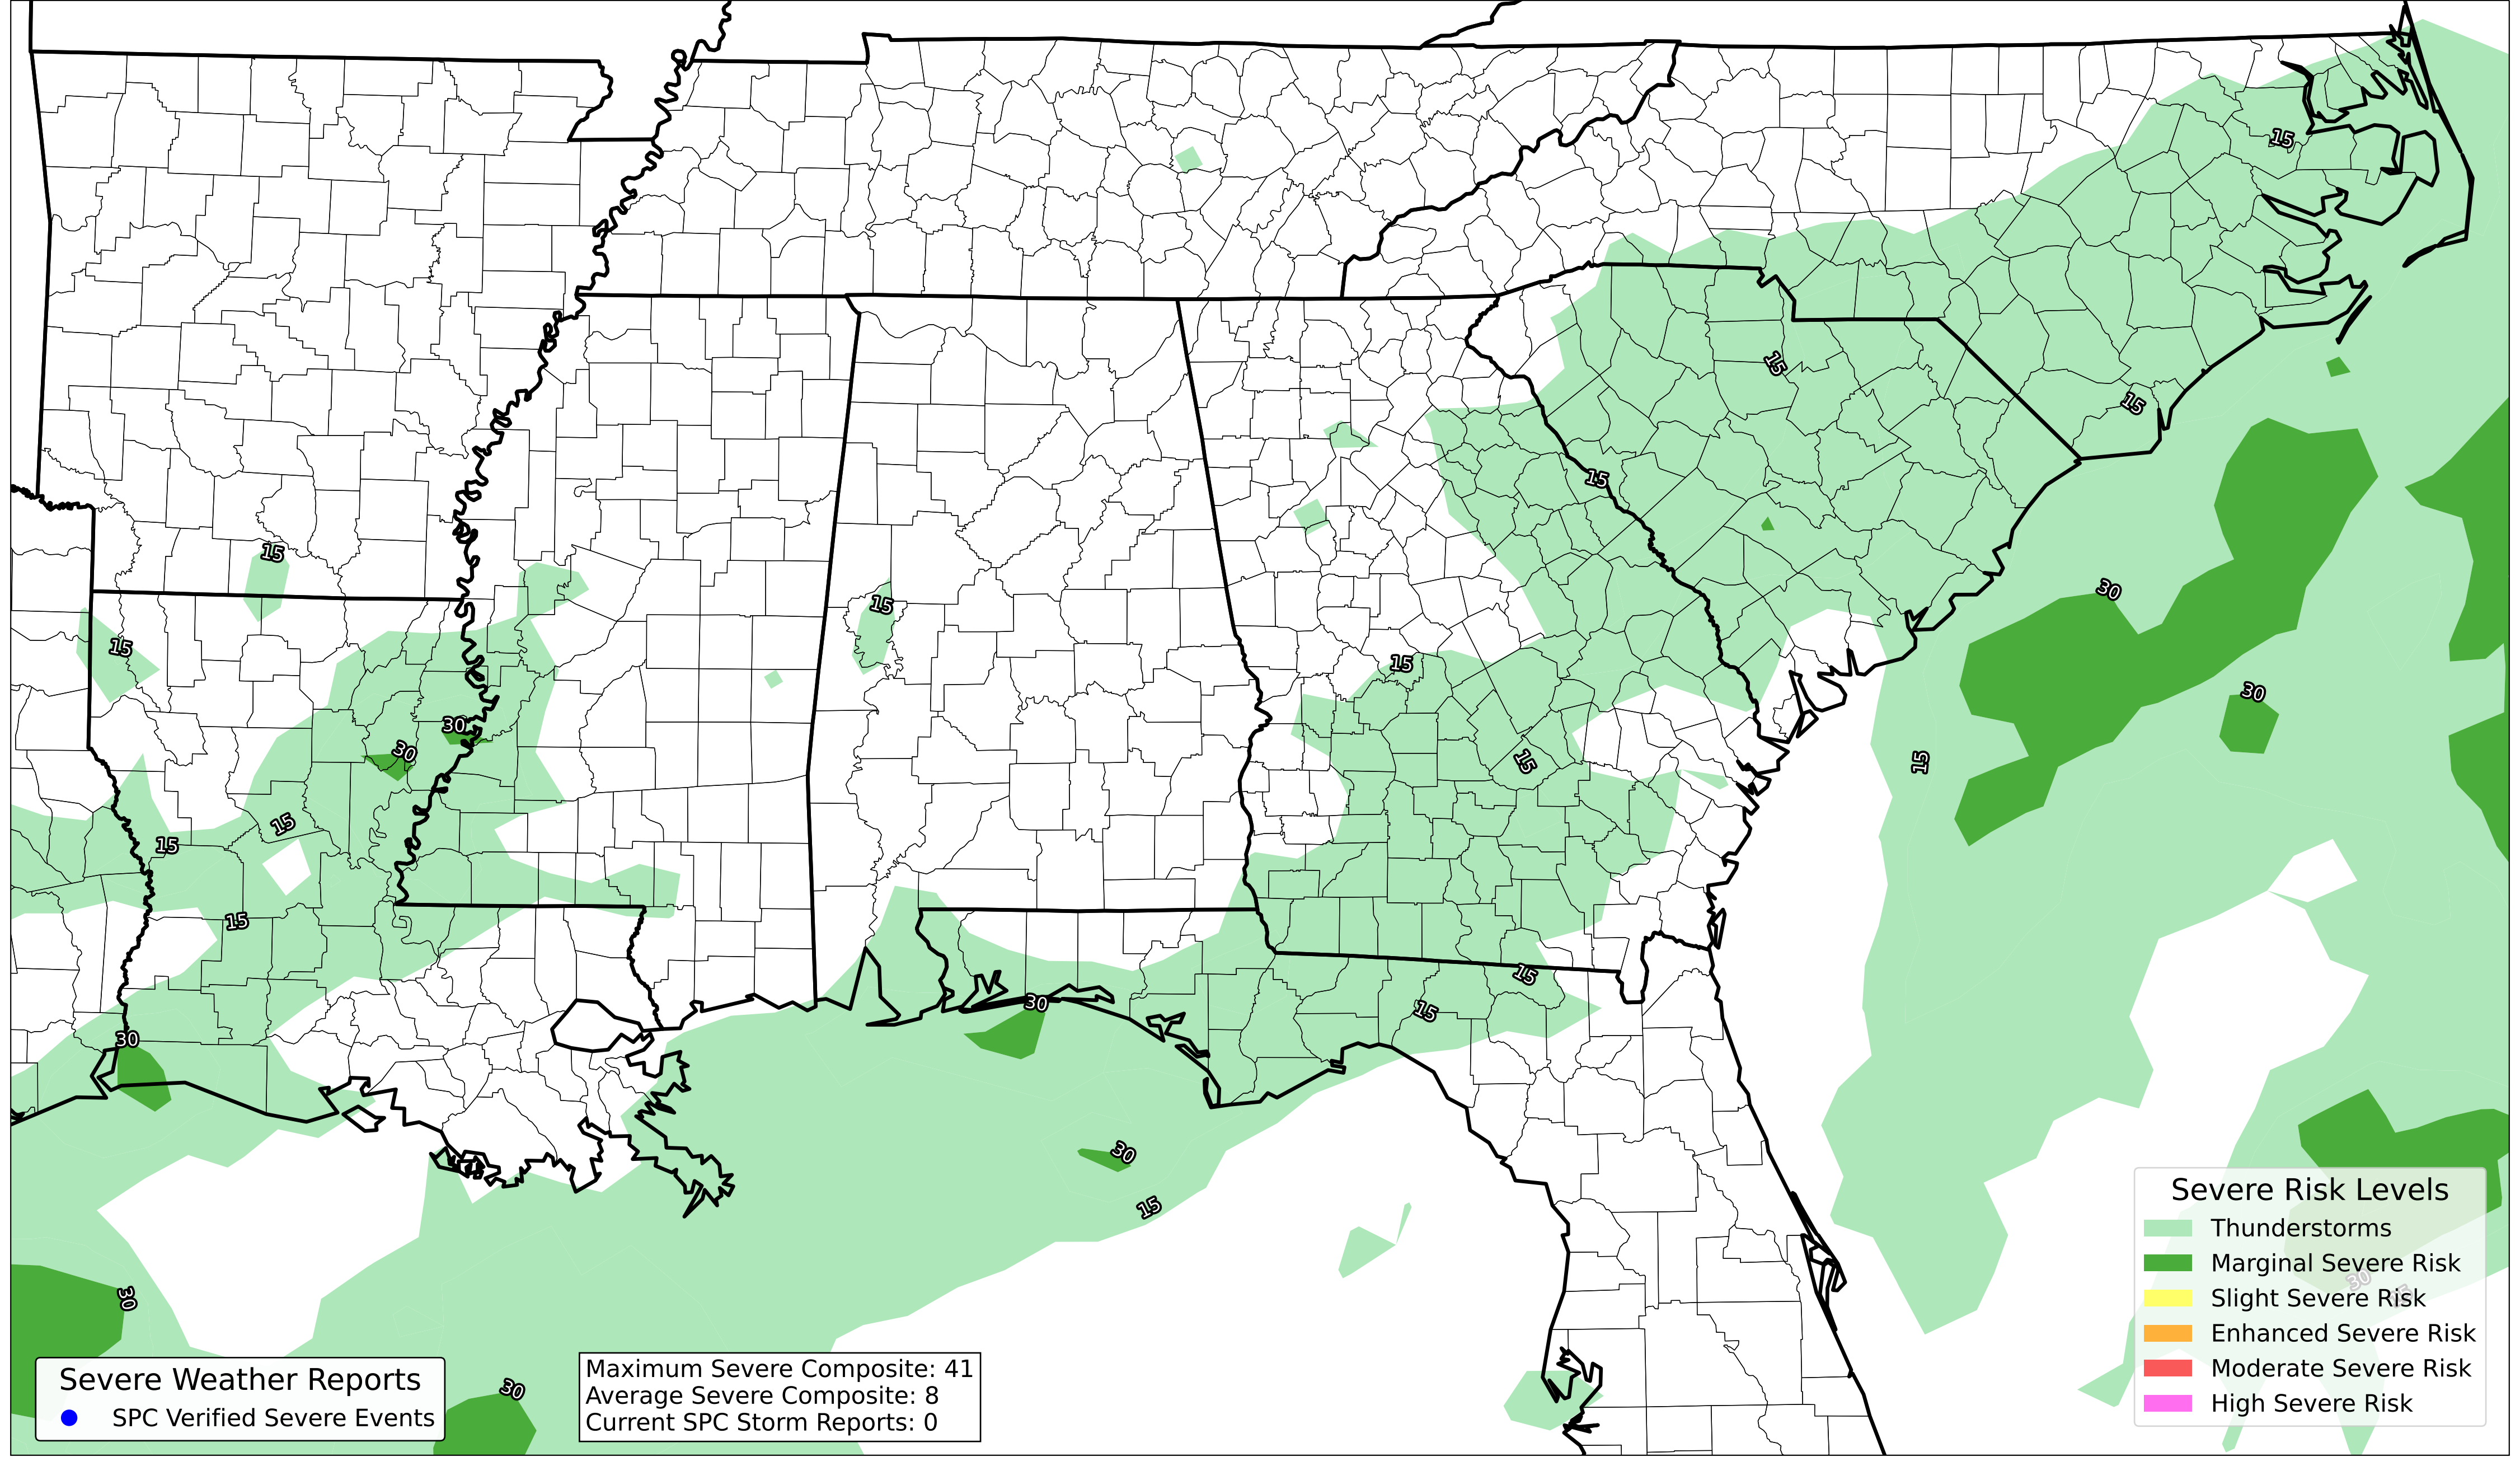 15
15
15
15
30
15
15
15
30
15
30
30
15
30
15
15
15
15
15
30
30
30
15
30
30
Severe Risk Levels
Thunderstorms
Marginal Severe Risk
Slight Severe Risk
Enhanced Severe Risk
Moderate Severe Risk
High Severe Risk
30
Severe Weather Reports
SPC Verified Severe Events
Maximum Severe Composite: 41
Average Severe Composite: 8
Current SPC Storm Reports: 0